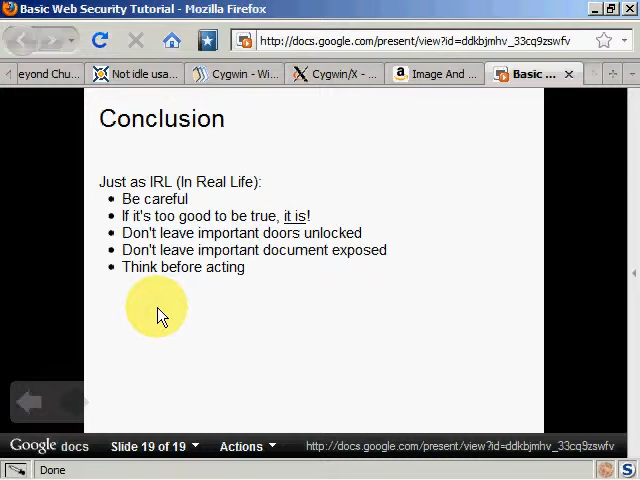 Basic Web Security Tutorial - Mozilla Firefox
http://docs.google.com/present/view?id=ddkbjmhv_33cq9zswfv
eyond Chu...
Not idle usa...
Cygwin - Wi...
Cygwin/X - ...
Image And ...
Basic ...
Conclusion
Just as IRL (In Real Life):
• Be careful
• If it's too good to be true, it is!
• Don't leave important doors unlocked
• Don't leave important document exposed
• Think before acting
Google docs
Slide 19 of 19
Actions
http://docs.google.com/present/view?id=ddkbjmhv_33cq9zswfv
Done